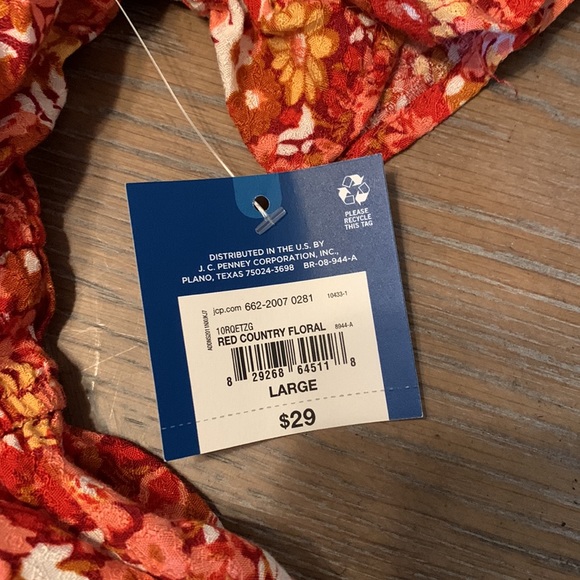 PLEASE
RECYCLE
THIS TAG
DISTRIBUTED IN THE U.S. BY
J. C. PENNEY CORPORATION, INC.,
PLANO, TEXAS 75024-3698 BR-08-944-A
jcp.com 662-2007 0281 10433-1
10RQETZG
RED COUNTRY FLORAL 8944-A
8 29268 64511 8
LARGE
$29